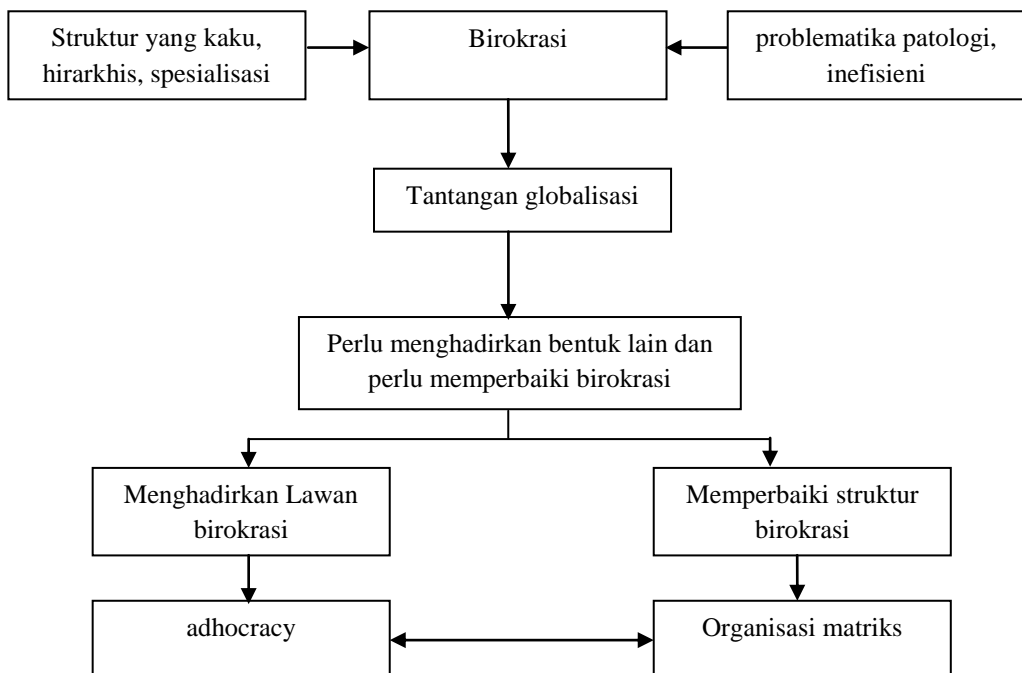 Struktur yang kaku,
hirarkhis, spesialisasi
Birokrasi
problematika patologi,
inefisieni
Tantangan globalisasi
Perlu menghadirkan bentuk lain dan
perlu memperbaiki birokrasi
Menghadirkan Lawan
birokrasi
Memperbaiki struktur
birokrasi
adhocracy
Organisasi matriks